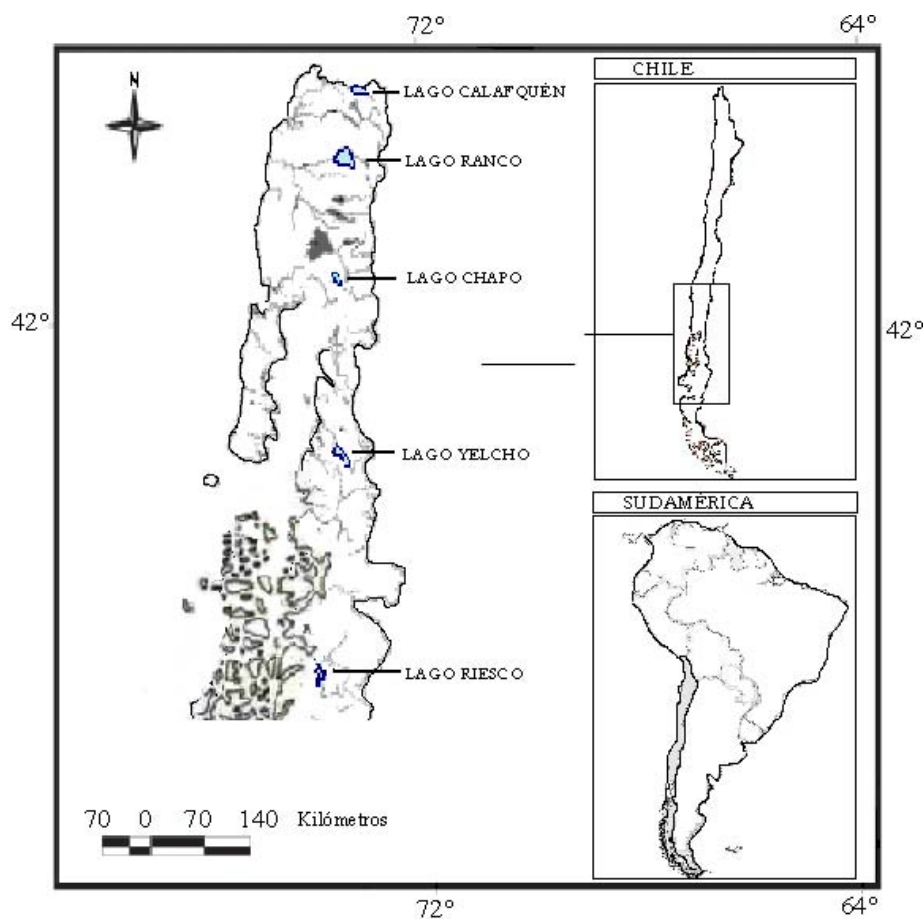 72°
64°
N
CHILE
LAGO CALAFQUÉN
LAGO RANCO
LAGO CHAPO
42°
42°
LAGO YELCHO
SUDAMÉRICA
LAGO RIESCO
70 0 70 140 Kilómetros
72°
64°